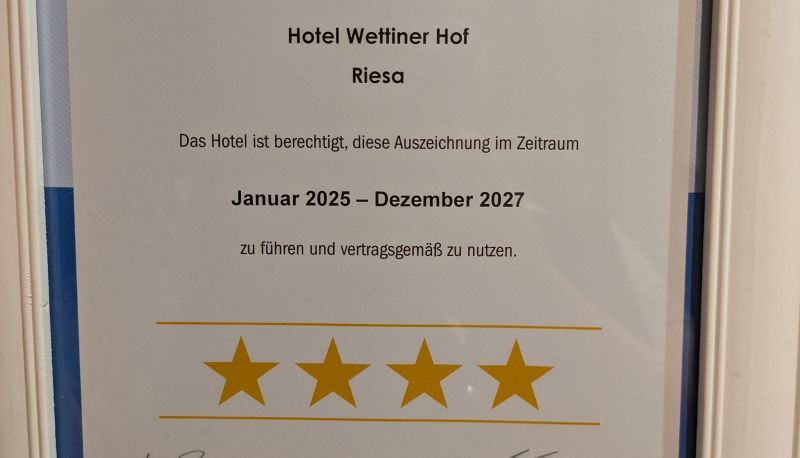 Hotel Wettiner Hof
Riesa
Das Hotel ist berechtigt, diese Auszeichnung im Zeitraum
Januar 2025 – Dezember 2027
zu führen und vertragsgemäß zu nutzen.